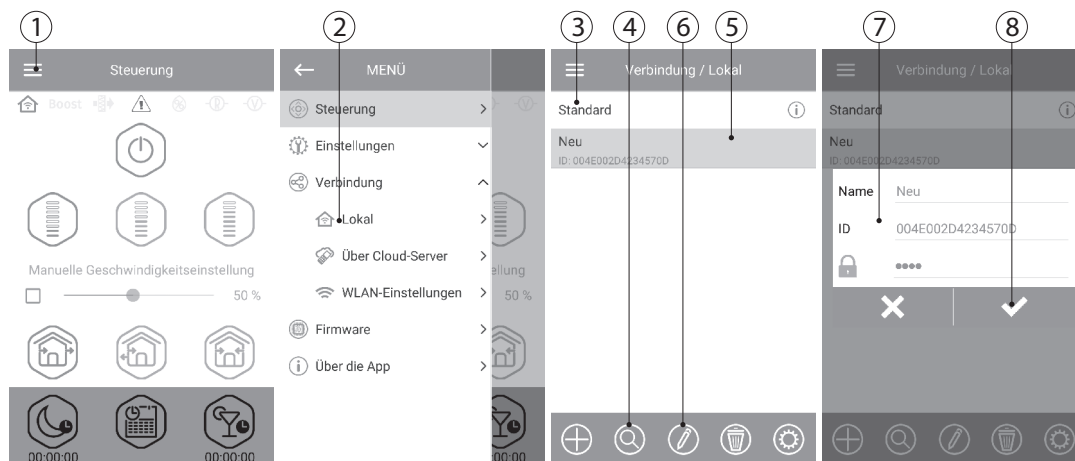 1 2 3 4 6 5 7 8
Steuerung
Boost
Manuelle Geschwindigkeitseinstellung
50 %
00:00:00 00:00:00
MENÜ
Steuerung
Einstellungen
Verbindung
Lokal
Über Cloud-Server
WLAN-Einstellungen
Firmware
Über die App
ellung
50 %
00:00
Verbindung / Lokal
Standard
Neu
ID: 004E002D4234570D
Verbindung / Lokal
Standard
Neu
ID: 004E002D4234570D
Name Neu
ID 004E002D4234570D